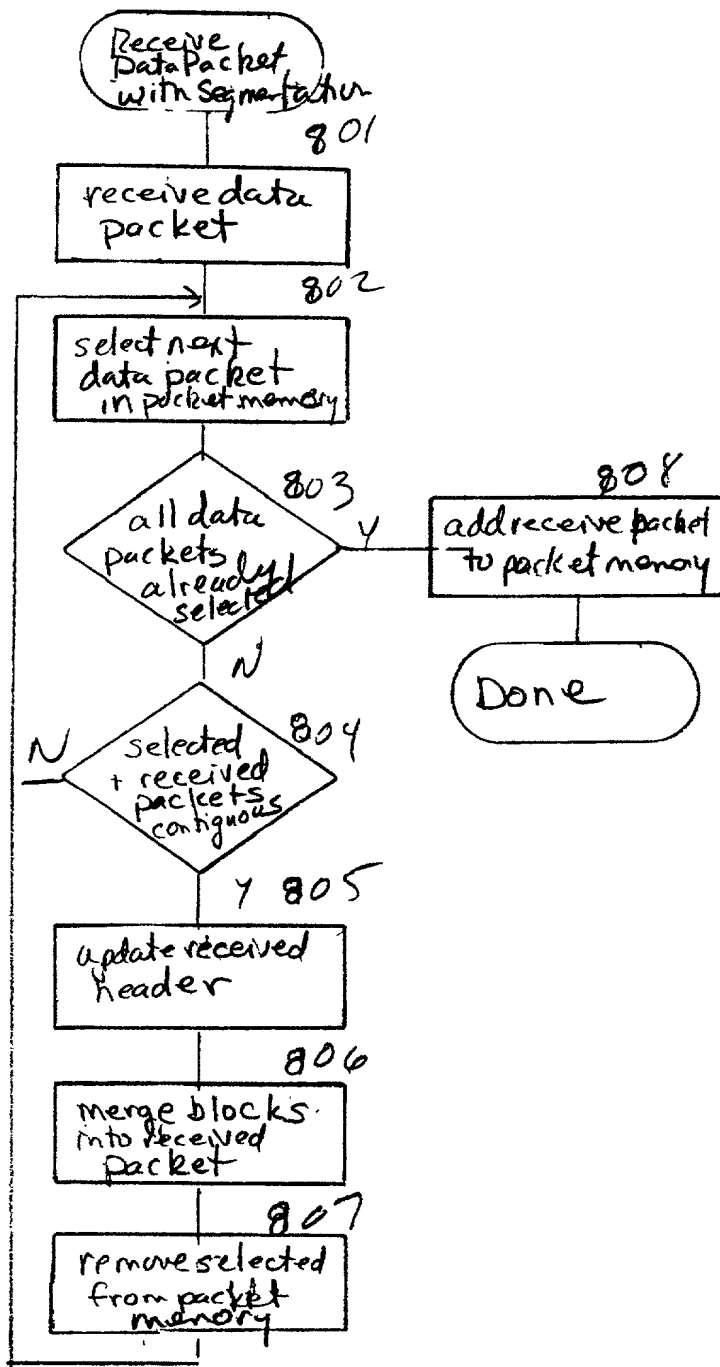 Receive
Data Packet
with Segmentation
801
receive data
packet
802
select next
data packet
in packet memory
803
all data
packets
already
selected
Y
808
add receive packet
to packet memory
Done
N
804
selected
+ received
packets
contiguous
N
Y 805
update received
header
806
merge blocks
into received
packet
807
remove selected
from packet
memory